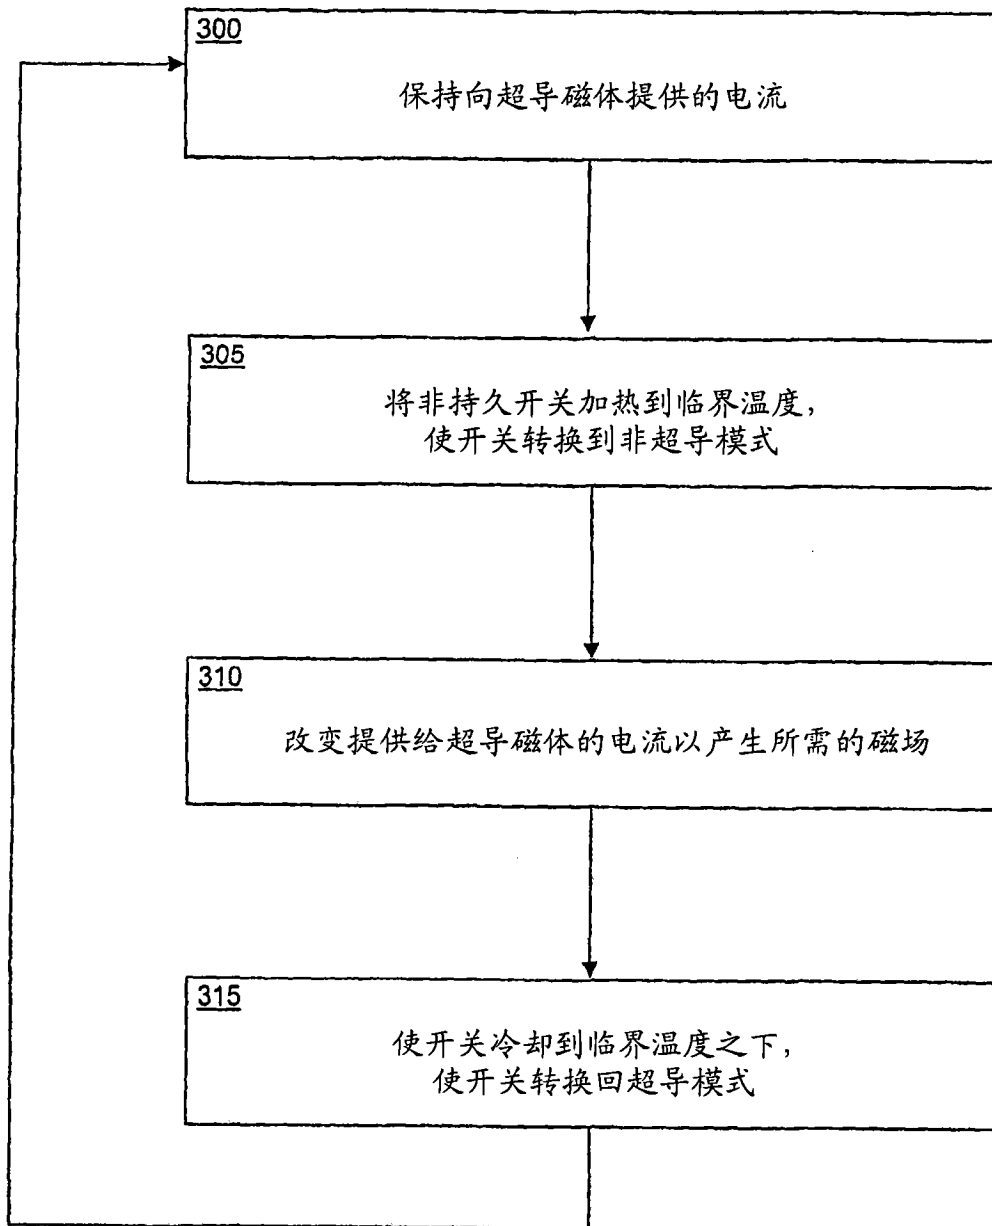 300
保持向超导磁体提供的电流
305
将非持久开关加热到临界温度，
使开关转换到非超导模式
310
改变提供给超导磁体的电流以产生所需的磁场
315
使开关冷却到临界温度之下，
使开关转换回超导模式